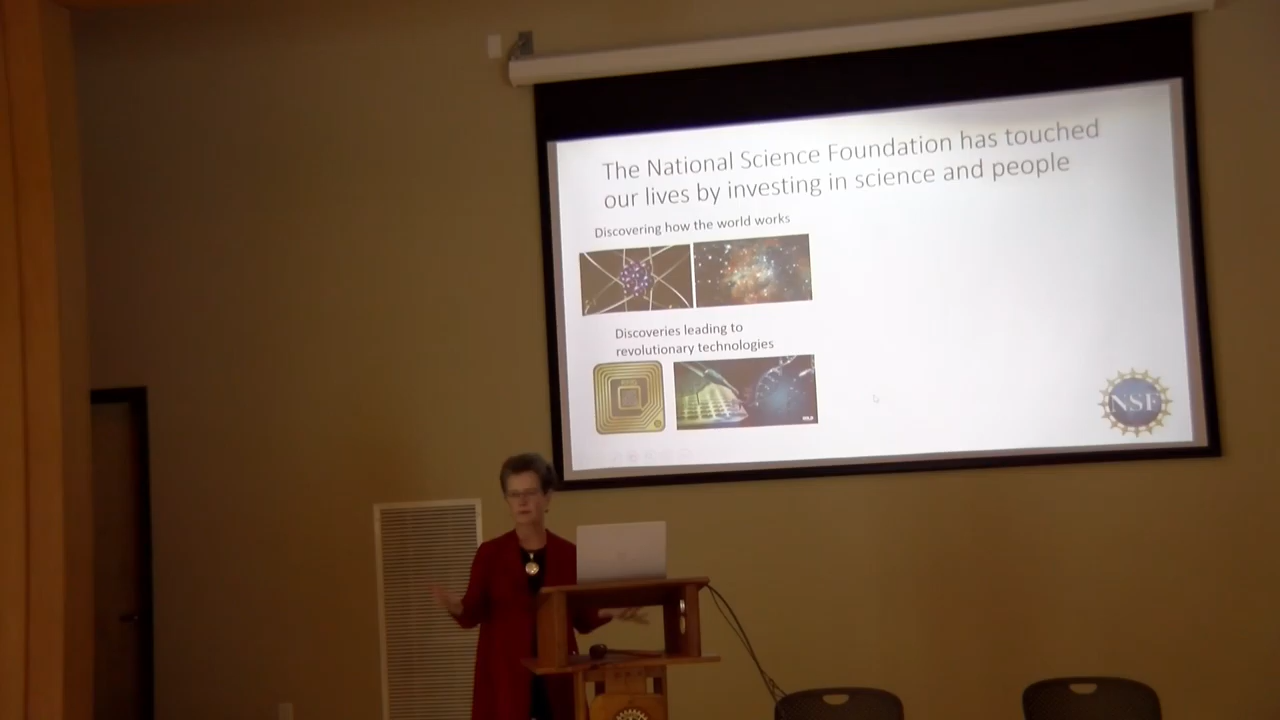 The National Science Foundation has touched
our lives by investing in science and people
Discovering how the world works
Discoveries leading to
revolutionary technologies
NSF